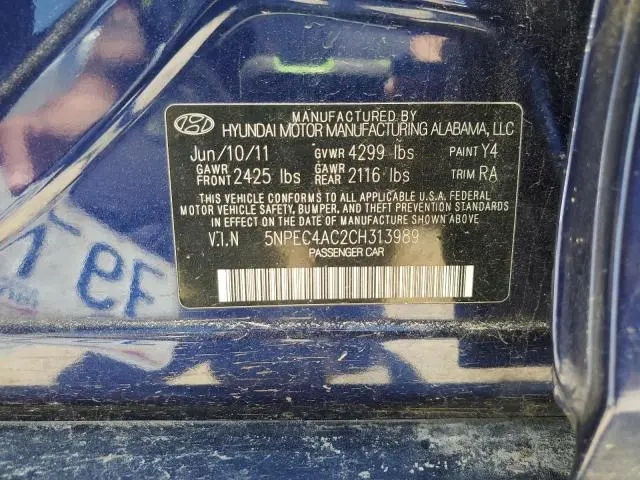 MANUFACTURED BY
HYUNDAI MOTOR MANUFACTURING ALABAMA, LLC
Jun/10/11 GVWR 4299 lbs PAINT Y4
GAWR FRONT 2425 lbs GAWR REAR 2116 lbs TRIM RA
THIS VEHICLE CONFORMS TO ALL APPLICABLE U.S.A. FEDERAL
MOTOR VEHICLE SAFETY, BUMPER, AND THEFT PREVENTION STANDARDS
IN EFFECT ON THE DATE OF MANUFACTURE SHOWN ABOVE.
V.I.N 5NPEC4AC2CH313989
PASSENGER CAR